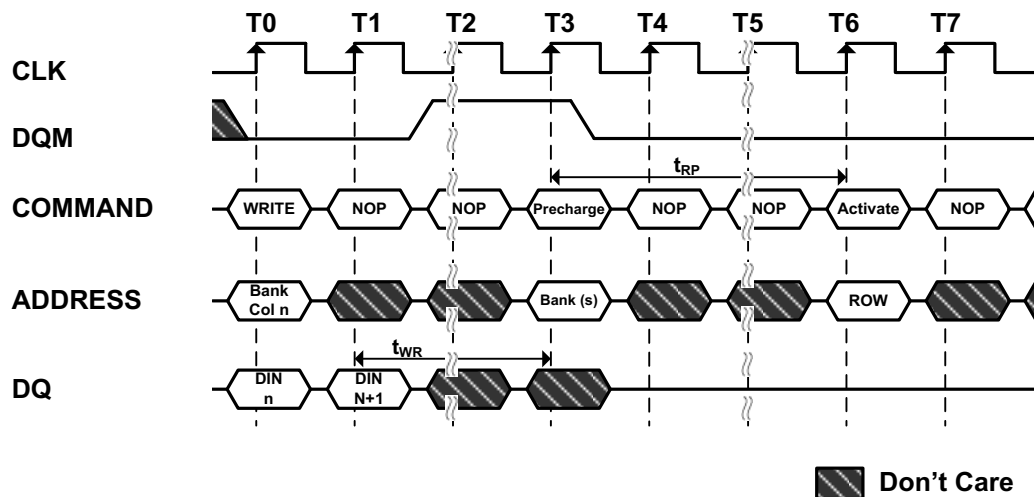 T0 T1 T2 T3 T4 T5 T6 T7
CLK
DQM
tRP
COMMAND WRITE NOP NOP Precharge NOP NOP Activate NOP
ADDRESS Bank Col n Bank (s) ROW
tWR
DQ DIN n DIN N+1
Don't Care